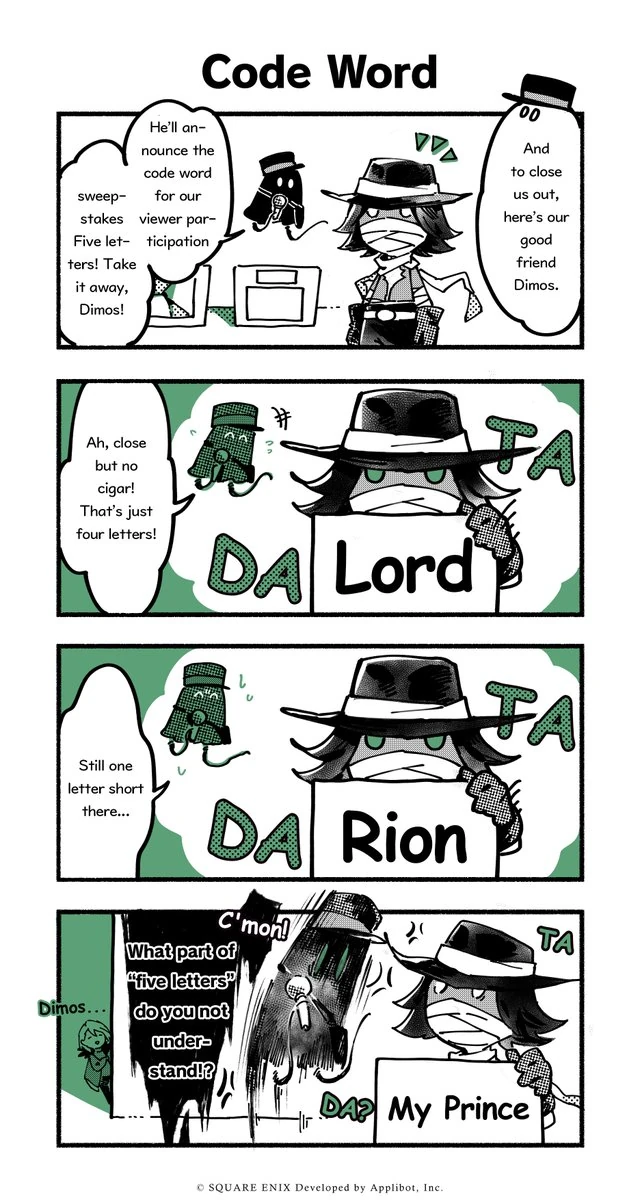 Code Word
And
to close
us out,
here's our
good
friend
Dimos.
He'll an-
nounce the
code word
for our
viewer par-
ticipation
sweep-
stakes
Five let-
ters! Take
it away,
Dimos!
TA
DA
Lord
Ah, close
but no
cigar!
That's just
four letters!
TA
DA
Rion
Still one
letter short
there...
TA
DA?
My Prince
C'mon!
What part of
"five letters"
do you not
under-
stand!?
Dimos...
© SQUARE ENIX Developed by Applibot, Inc.